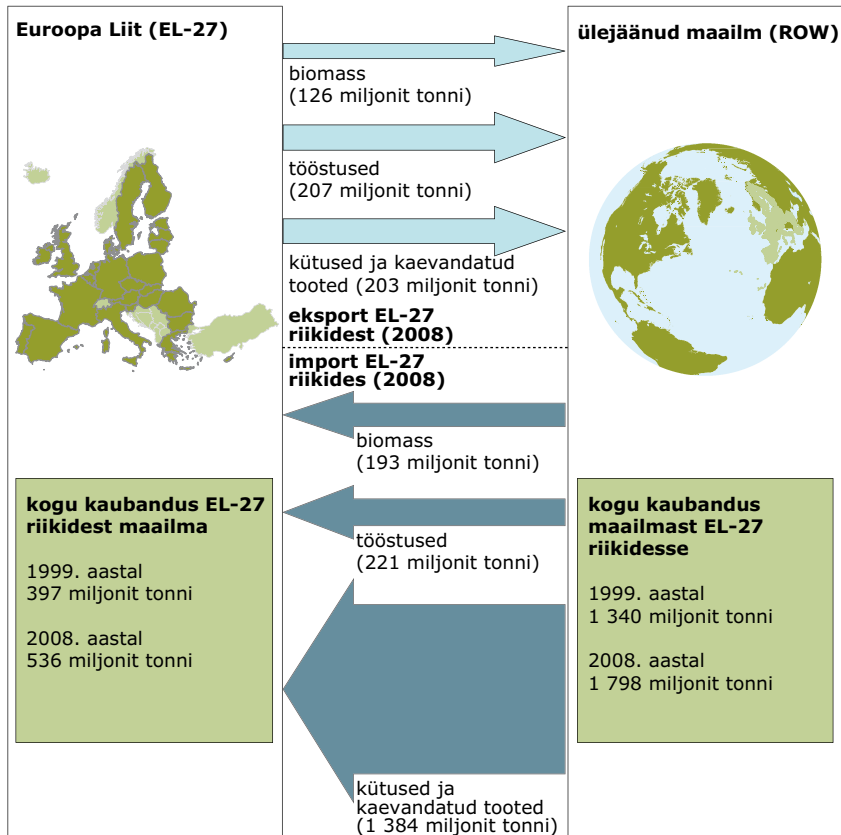 Euroopa Liit (EL-27)
ülejäänud maailm (ROW)
biomass
(126 miljonit tonni)
tööstused
(207 miljonit tonni)
kütused ja kaevandatud
tooted (203 miljonit tonni)
eksport EL-27
riikidest (2008)
import EL-27
riikides (2008)
biomass
(193 miljonit tonni)
tööstused
(221 miljonit tonni)
kütused ja
kaevandatud tooted
(1 384 miljonit tonni)
kogu kaubandus EL-27
riikidest maailma
1999. aastal
397 miljonit tonni
2008. aastal
536 miljonit tonni
kogu kaubandus
maailmast EL-27
riikidesse
1999. aastal
1 340 miljonit tonni
2008. aastal
1 798 miljonit tonni